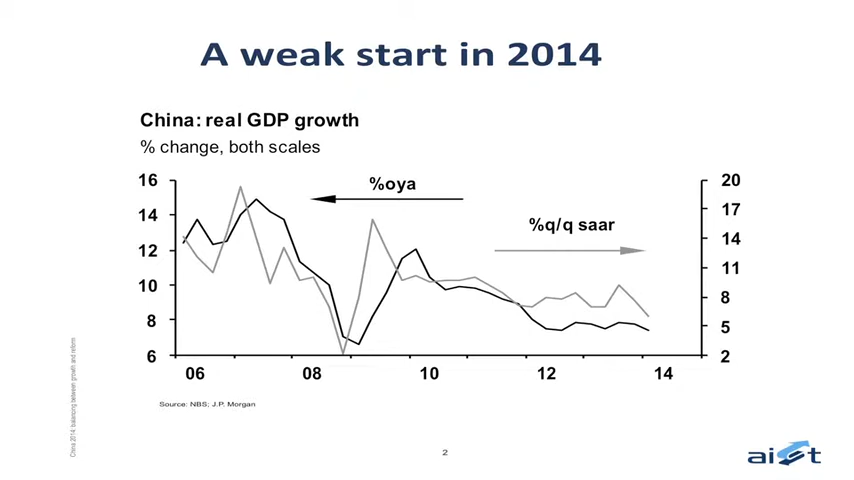 A weak start in 2014
China: real GDP growth
% change, both scales
16
14
12
10
8
6
%oya
%q/q saar
20
17
14
11
8
5
2
06
08
10
12
14
Source: NBS; J.P. Morgan
China 2014: balancing between growth and reform
2
aist